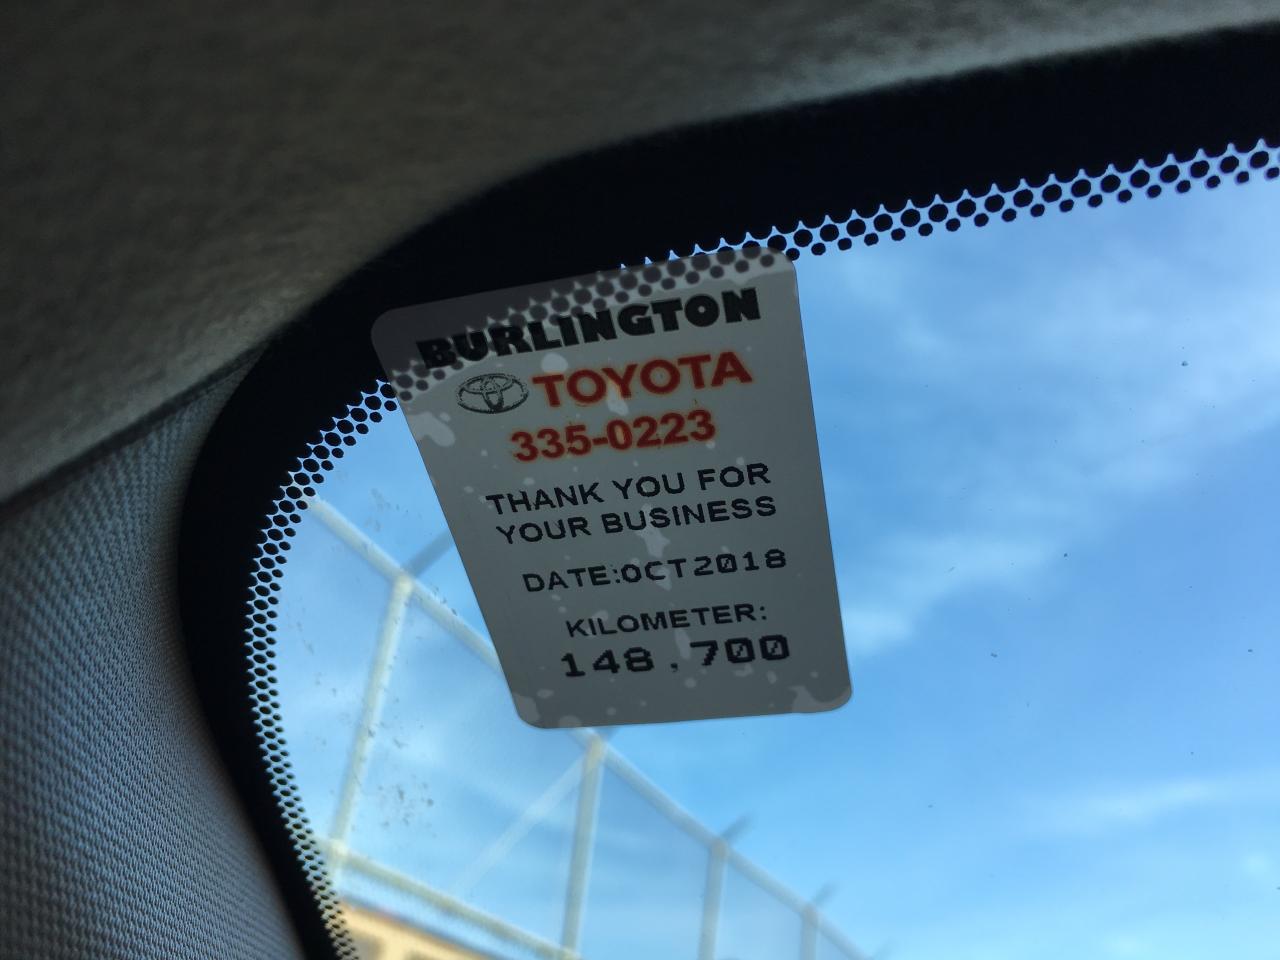 BURLINGTON
TOYOTA
335-0223
THANK YOU FOR
YOUR BUSINESS
DATE:OCT2018
KILOMETER:
148.700